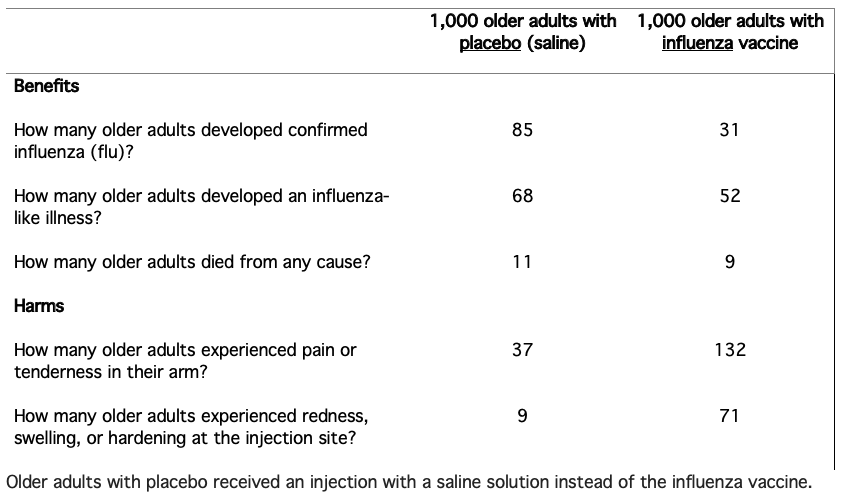 1,000 older adults with placebo (saline)
1,000 older adults with influenza vaccine
Benefits
How many older adults developed confirmed
influenza (flu)?
85
31
How many older adults developed an influenza-
like illness?
68
52
How many older adults died from any cause?
11
9
Harms
How many older adults experienced pain or
tenderness in their arm?
37
132
How many older adults experienced redness,
swelling, or hardening at the injection site?
9
71
Older adults with placebo received an injection with a saline solution instead of the influenza vaccine.